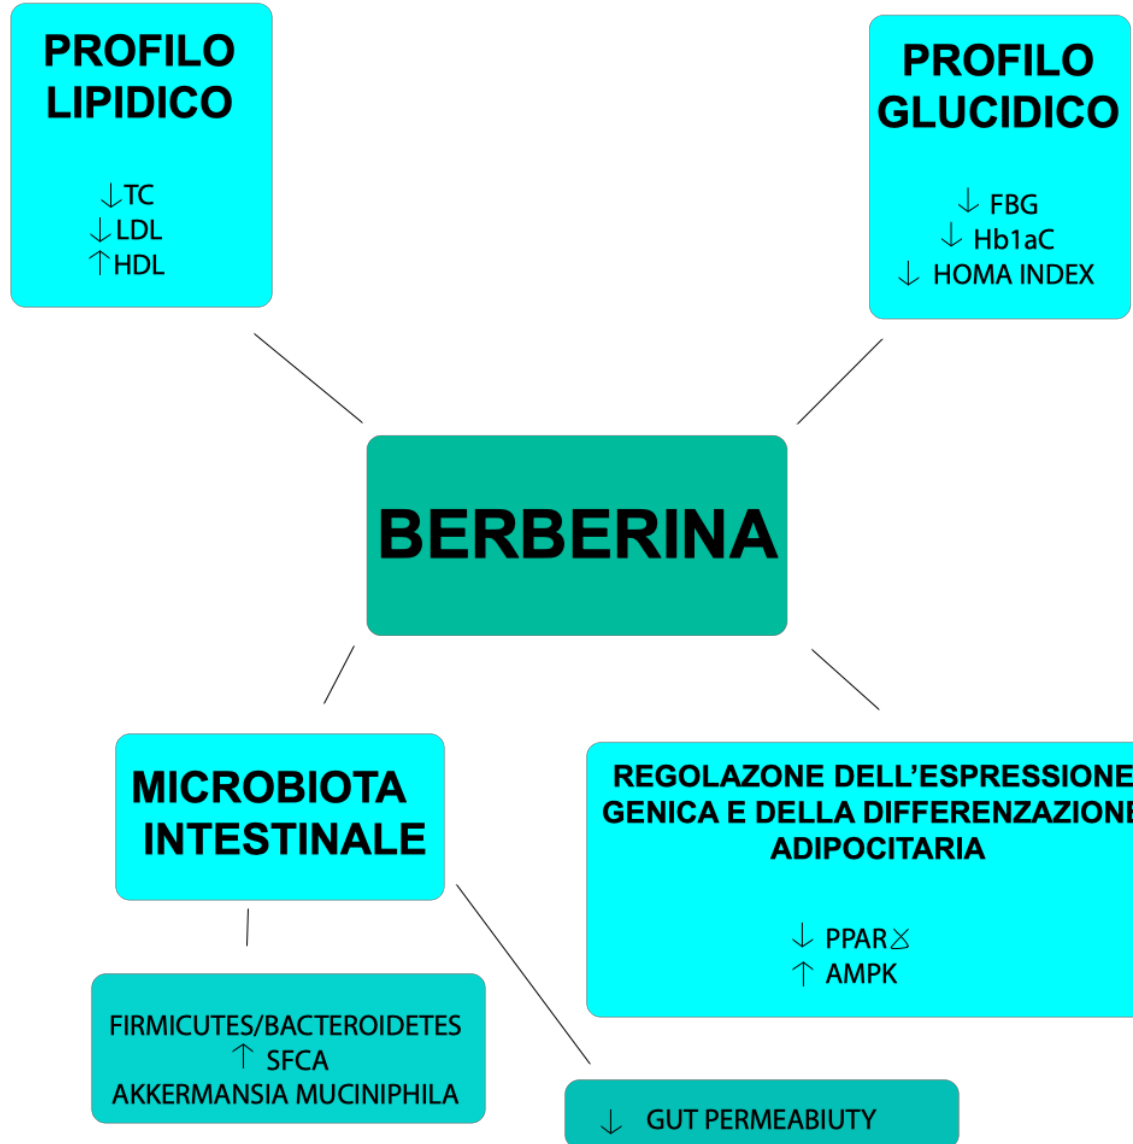 PROFILO
LIPIDICO
↓TC
↓LDL
↑HDL
PROFILO
GLUCIDICO
↓ FBG
↓ Hb1aC
↓ HOMA INDEX
BERBERINA
MICROBIOTA
INTESTINALE
REGOLAZONE DELL’ESPRESSIONE
GENICA E DELLA DIFFERENZAZIONE
ADIPOCITARIA
↓ PPAR
↑ AMPK
FIRMICUTES/BACTEROIDETES
↑ SFCA
AKKERMANSIA MUCINIPHILA
↓ GUT PERMEABIUTY